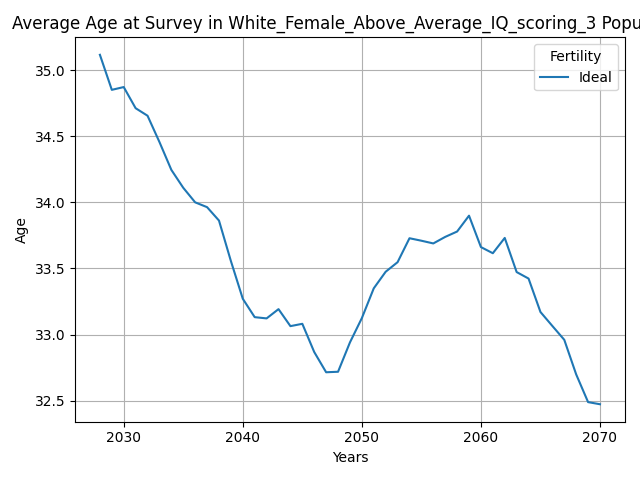 Average Age at Survey in White_Female_Above_Average_IQ_scoring_3 Popu
Fertility
Ideal
35.0
34.5
34.0
33.5
33.0
32.5
Age
2030 2040 2050 2060 2070
Years